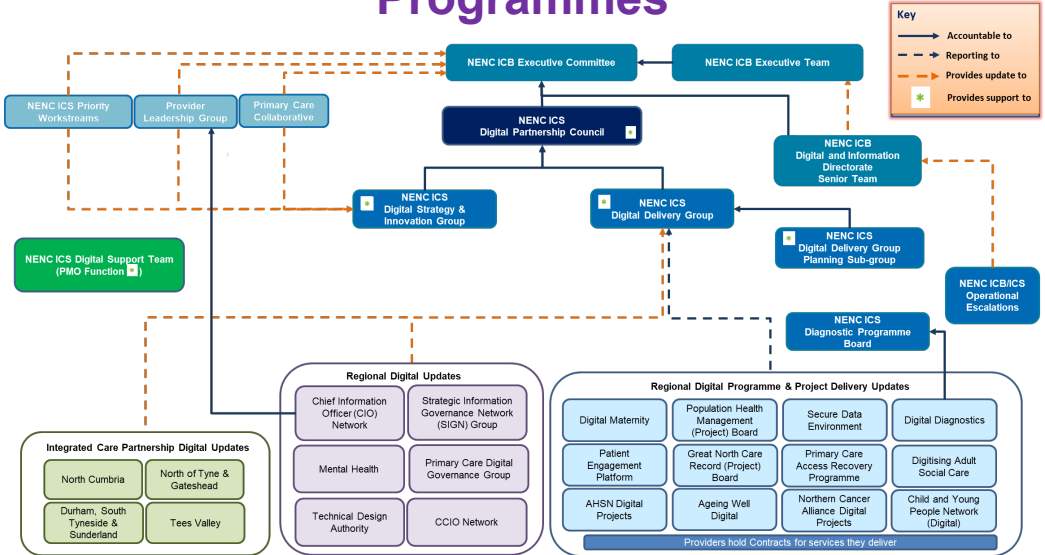 Programmes
Key
Accountable to
Reporting to
Provides update to
* Provides support to
NENC ICB Executive Committee
NENC ICB Executive Team
NENC ICS Priority
Workstreams
Provider
Leadership Group
Primary Care
Collaborative
NENC ICS
Digital Partnership Council *
NENC ICB
Digital and Information
Directorate
Senior Team
* NENC ICS
Digital Strategy &
Innovation Group
* NENC ICS
Digital Delivery Group
* NENC ICS
Digital Delivery Group
Planning Sub-group
NENC ICS Digital Support Team
(PMO Function * )
NENC ICB/ICS
Operational
Escalations
NENC ICS
Diagnostic Programme
Board
Integrated Care Partnership Digital Updates
North Cumbria
North of Tyne &
Gateshead
Durham, South
Tyneside &
Sunderland
Tees Valley
Regional Digital Updates
Chief Information
Officer (CIO)
Network
Strategic Information
Governance Network
(SIGN) Group
Mental Health
Primary Care Digital
Governance Group
Technical Design
Authority
CCIO Network
Regional Digital Programme & Project Delivery Updates
Digital Maternity
Population Health
Management
(Project) Board
Secure Data
Environment
Digital Diagnostics
Patient
Engagement
Platform
Great North Care
Record (Project)
Board
Primary Care
Access Recovery
Programme
Digitising Adult
Social Care
AHSN Digital
Projects
Ageing Well
Digital
Northern Cancer
Alliance Digital
Projects
Child and Young
People Network
(Digital)
Providers hold Contracts for services they deliver